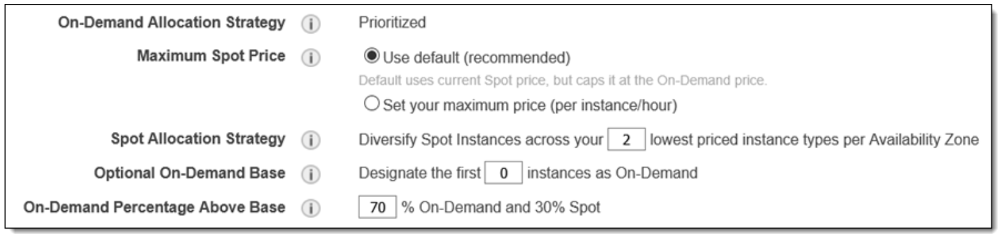 On-Demand Allocation Strategy i Prioritized
Maximum Spot Price i Use default (recommended)
Default uses current Spot price, but caps it at the On-Demand price.
Set your maximum price (per instance/hour)
Spot Allocation Strategy i Diversify Spot Instances across your 2 lowest priced instance types per Availability Zone
Optional On-Demand Base i Designate the first 0 instances as On-Demand
On-Demand Percentage Above Base i 70 % On-Demand and 30% Spot